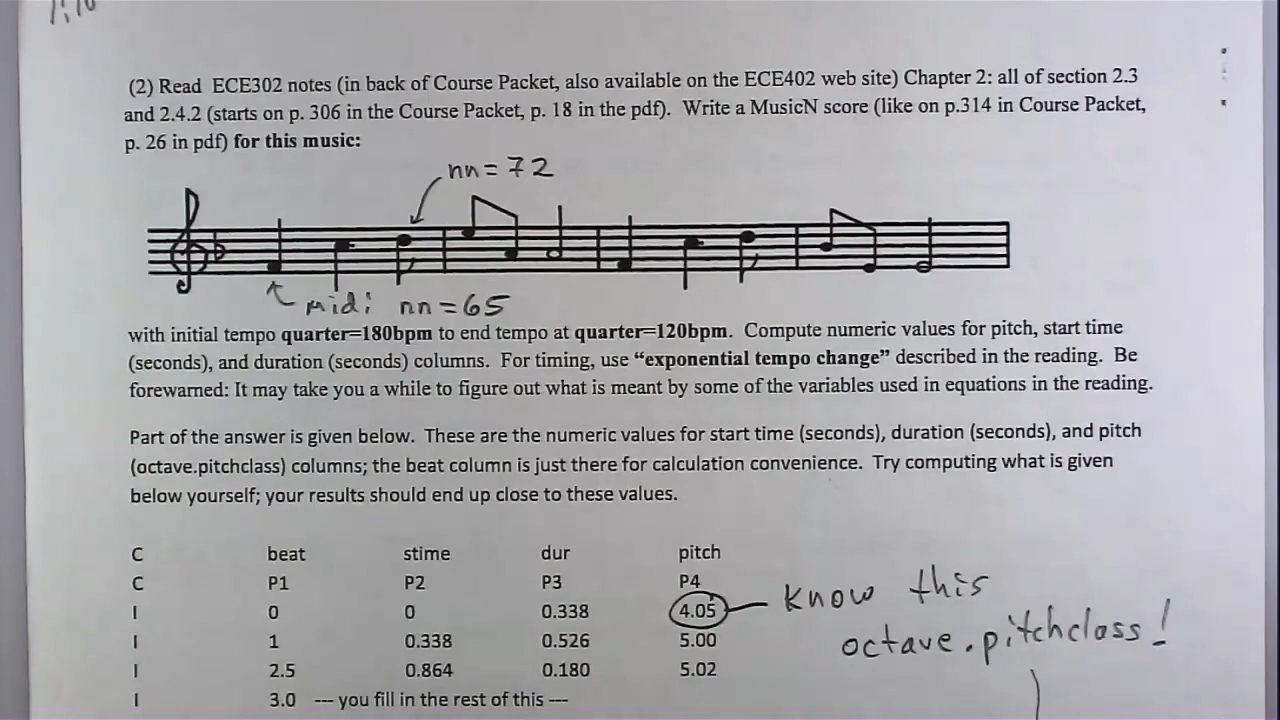 (2) Read ECE302 notes (in back of Course Packet, also available on the ECE402 web site) Chapter 2: all of section 2.3
and 2.4.2 (starts on p. 306 in the Course Packet, p. 18 in the pdf). Write a MusicN score (like on p.314 in Course Packet,
p. 26 in pdf) for this music:
nn = 72
midi nn = 65
with initial tempo quarter=180bpm to end tempo at quarter=120bpm. Compute numeric values for pitch, start time
(seconds), and duration (seconds) columns. For timing, use “exponential tempo change” described in the reading. Be
forewarned: It may take you a while to figure out what is meant by some of the variables used in equations in the reading.
Part of the answer is given below. These are the numeric values for start time (seconds), duration (seconds), and pitch
(octave.pitchclass) columns; the beat column is just there for calculation convenience. Try computing what is given
below yourself; your results should end up close to these values.
C beat stime dur pitch
C P1 P2 P3 P4
I 0 0 0.338 4.05 know this
I 1 0.338 0.526 5.00 octave.pitchclass!
I 2.5 0.864 0.180 5.02
I 3.0 --- you fill in the rest of this ---